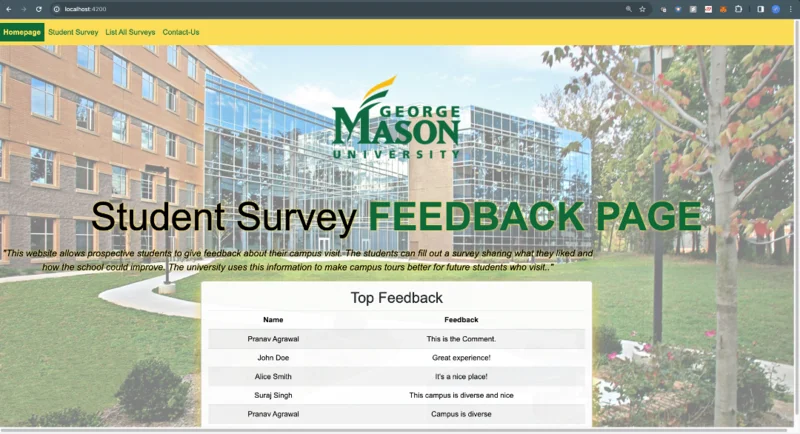 localhost:4200
Homepage Student Survey List All Surveys Contact-Us
GEORGE
MASON
UNIVERSITY
Student Survey FEEDBACK PAGE
"This website allows prospective students to give feedback about their campus visit. The students can fill out a survey sharing what they liked and
how the school could improve. The university uses this information to make campus tours better for future students who visit.."
Top Feedback
Name Feedback
Pranav Agrawal This is the Comment.
John Doe Great experience!
Alice Smith It's a nice place!
Suraj Singh This campus is diverse and nice
Pranav Agrawal Campus is diverse